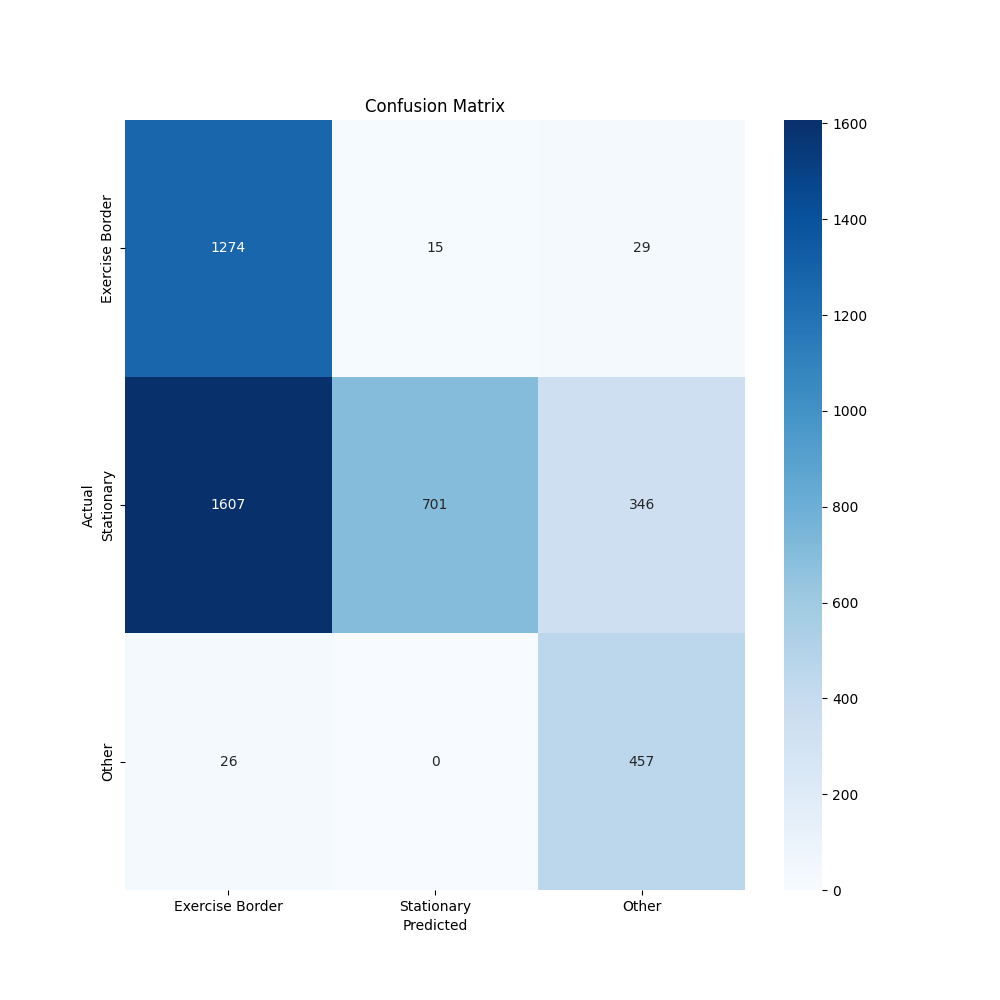 Confusion Matrix
Actual
Exercise Border
1274 15 29
Stationary
1607 701 346
Other
26 0 457
Exercise Border Stationary Other
Predicted
1600
1400
1200
1000
800
600
400
200
0